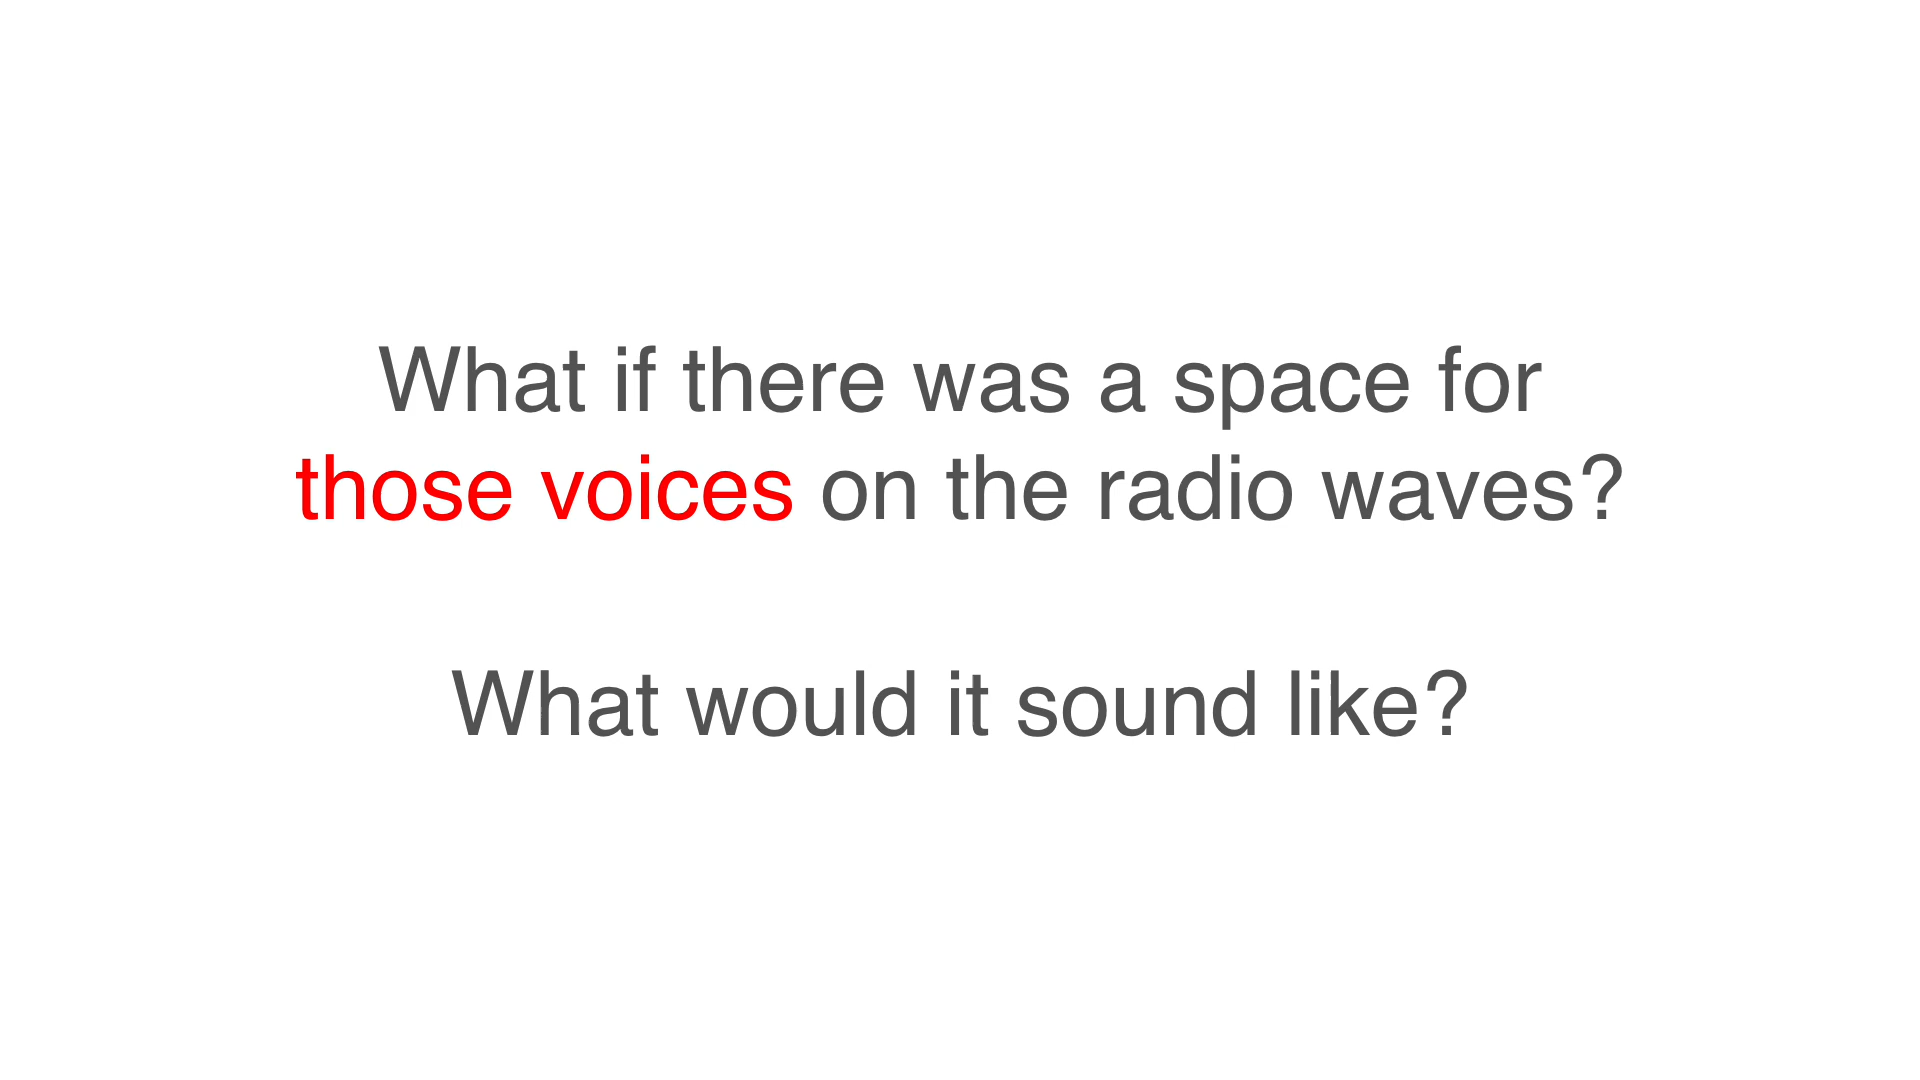 What if there was a space for
those voices on the radio waves?
What would it sound like?